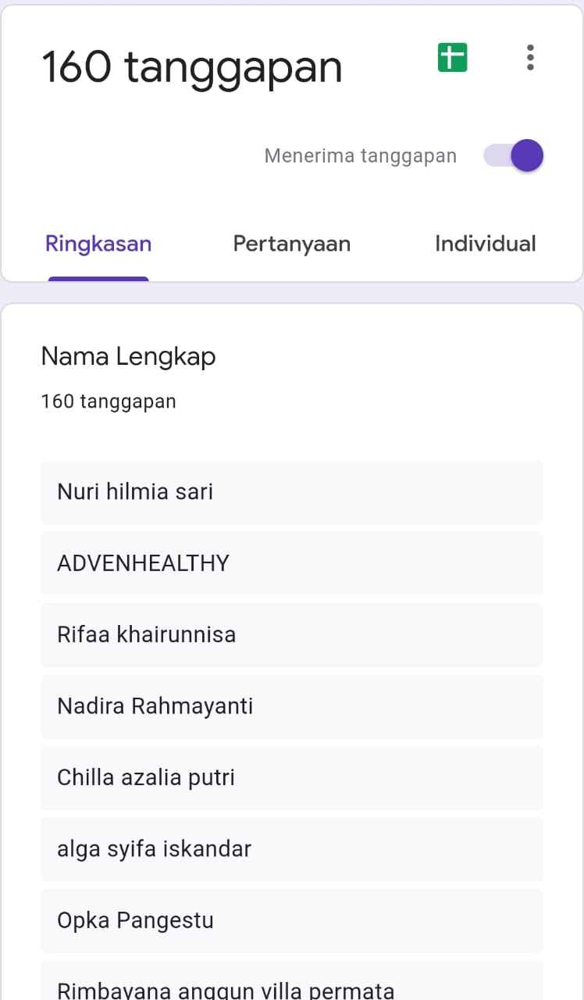 160 tanggapan
Menerima tanggapan
Ringkasan
Pertanyaan
Individual
Nama Lengkap
160 tanggapan
Nuri hilmia sari
ADVENHEALTHY
Rifaa khairunnisa
Nadira Rahmayanti
Chilla azalia putri
alga syifa iskandar
Opka Pangestu
Rimbayana anggun villa permata